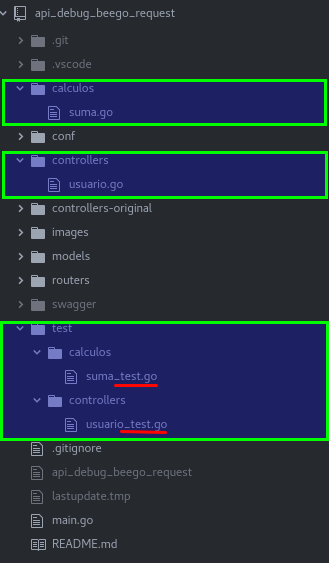 api_debug_beego_request
.git
.vscode
calculos
suma.go
conf
controllers
usuario.go
controllers-original
images
models
routers
swagger
test
calculos
suma_test.go
controllers
usuario_test.go
.gitignore
api_debug_beego_request
lastupdate.tmp
main.go
README.md